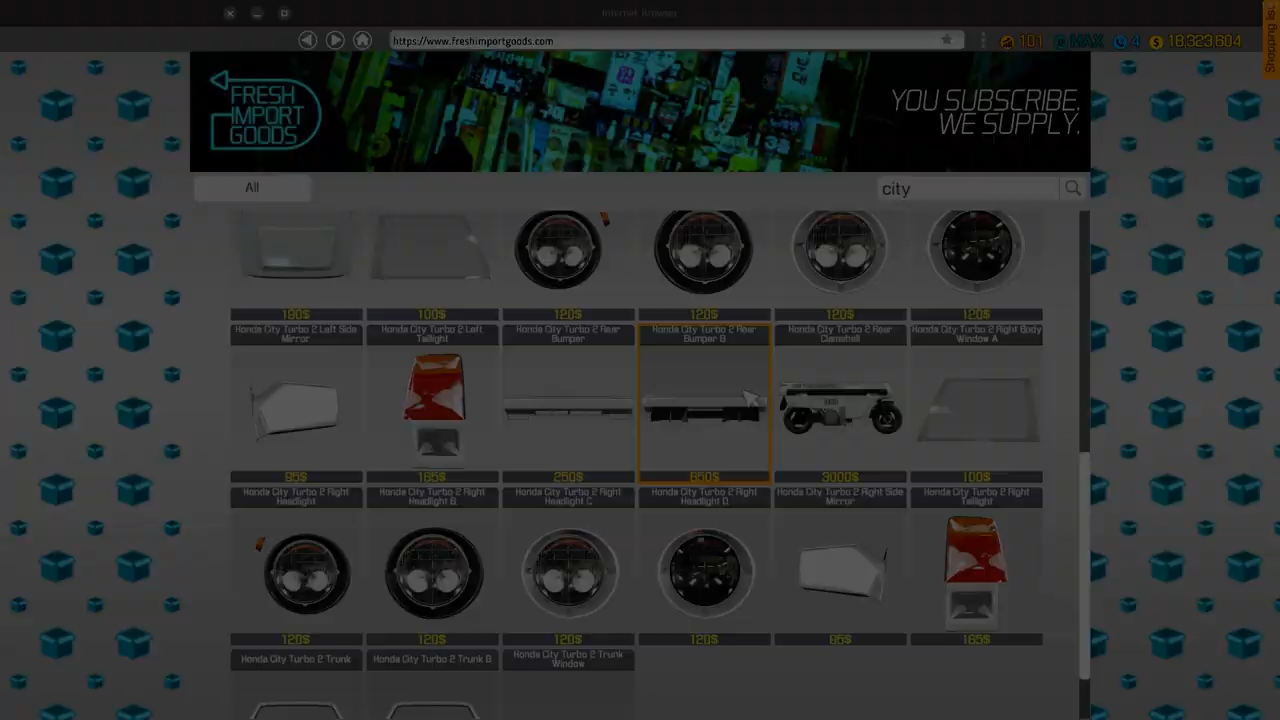 Internet Browser
https://www.freshimportgoods.com
101 MAX 4 18,323,604
Shopping list
FRESH
IMPORT
GOODS
YOU SUBSCRIBE.
WE SUPPLY.
All
city
180$ 100$ 120$ 120$ 120$ 120$
Honda City Turbo 2 Left Side Mirror
Honda City Turbo 2 Left Taillight
Honda City Turbo 2 Rear Bumper
Honda City Turbo 2 Rear Bumper B
Honda City Turbo 2 Rear Clamshell
Honda City Turbo 2 Right Body Window A
95$ 165$ 250$ 650$ 3000$ 100$
Honda City Turbo 2 Right Headlight
Honda City Turbo 2 Right Headlight B
Honda City Turbo 2 Right Headlight C
Honda City Turbo 2 Right Headlight D
Honda City Turbo 2 Right Side Mirror
Honda City Turbo 2 Right Taillight
120$ 120$ 120$ 120$ 95$ 165$
Honda City Turbo 2 Trunk
Honda City Turbo 2 Trunk B
Honda City Turbo 2 Trunk Window